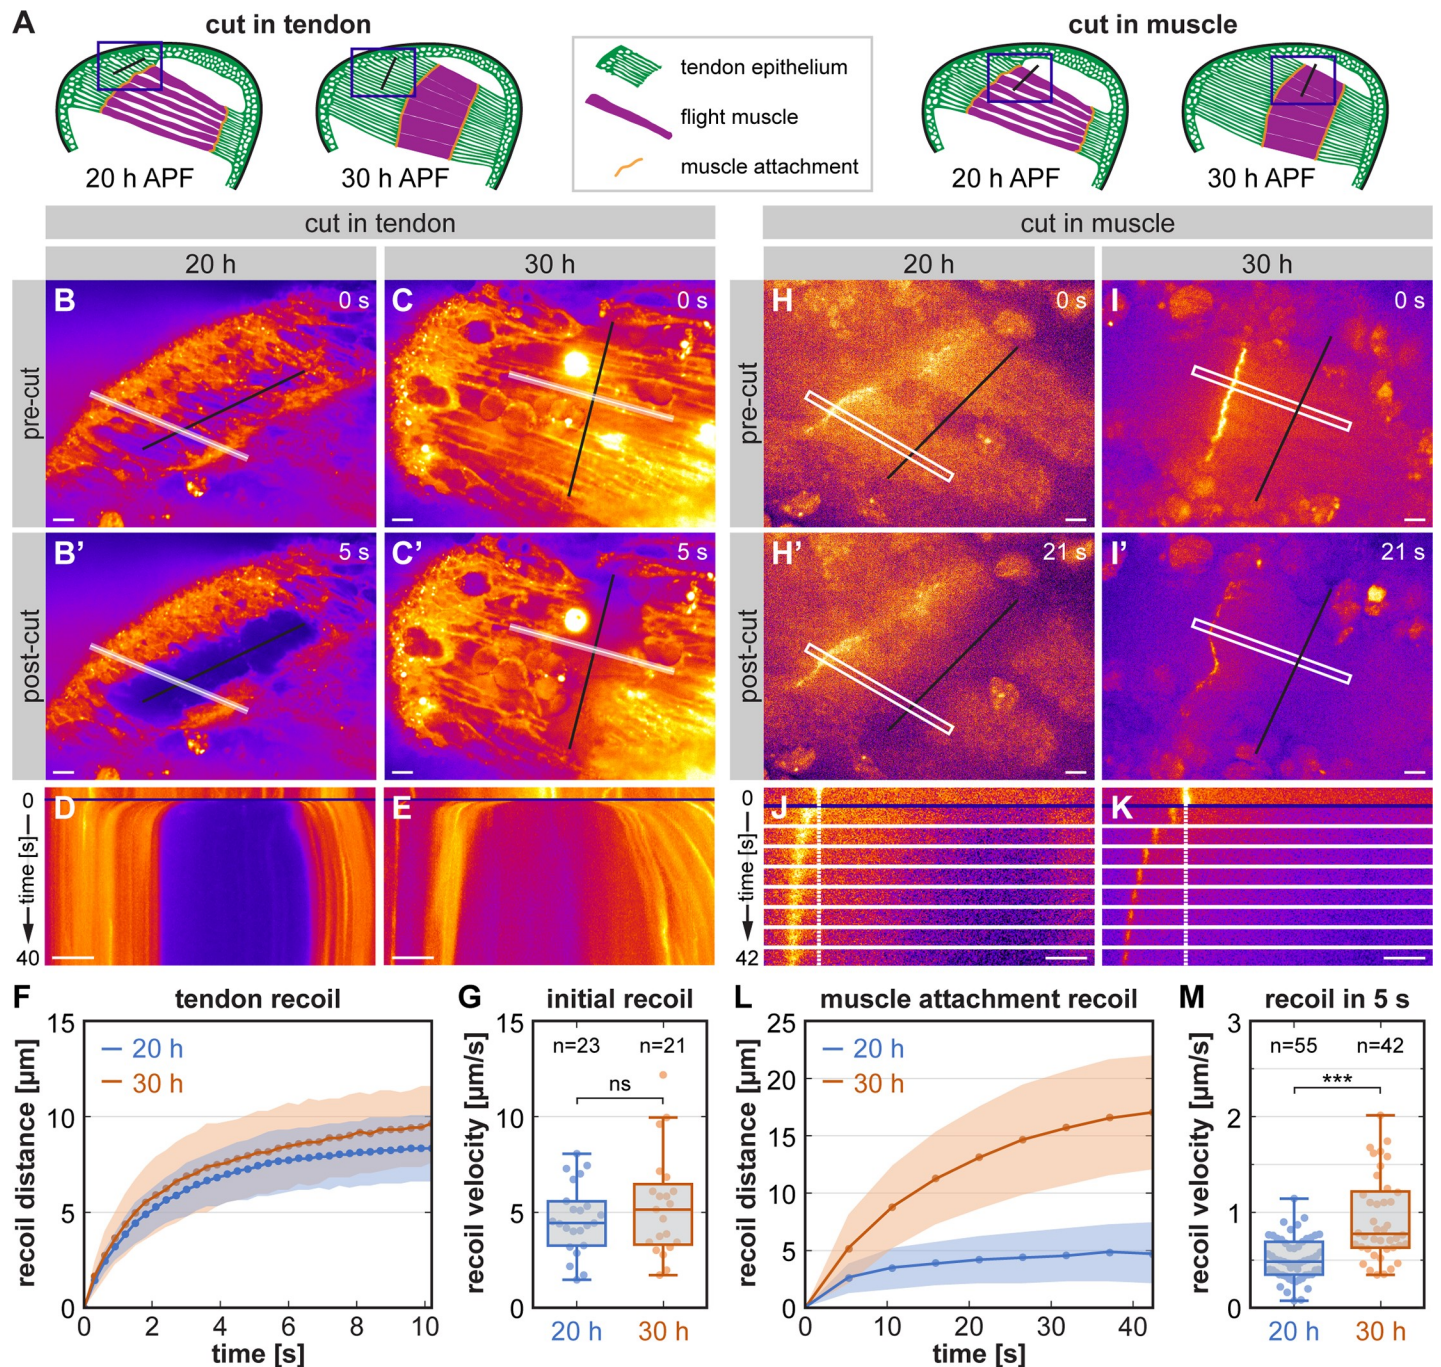 A
cut in tendon
cut in muscle
20 h APF
30 h APF
tendon epithelium
flight muscle
muscle attachment
20 h APF
30 h APF
cut in tendon
cut in muscle
20 h
30 h
20 h
30 h
pre-cut
B
0 s
C
0 s
pre-cut
H
0 s
I
0 s
post-cut
B’
5 s
C’
5 s
post-cut
H’
21 s
I’
21 s
0
time [s]
40
D
E
0
time [s]
42
J
K
F
tendon recoil
recoil distance [µm]
15
10
5
0
20 h
30 h
0
2
4
6
8
10
time [s]
G
initial recoil
recoil velocity [µm/s]
15
10
5
0
n=23
n=21
ns
20 h
30 h
L
muscle attachment recoil
recoil distance [µm]
25
20
15
10
5
0
20 h
30 h
0
10
20
30
40
time [s]
M
recoil in 5 s
recoil velocity [µm/s]
3
2
1
0
n=55
n=42
***
20 h
30 h